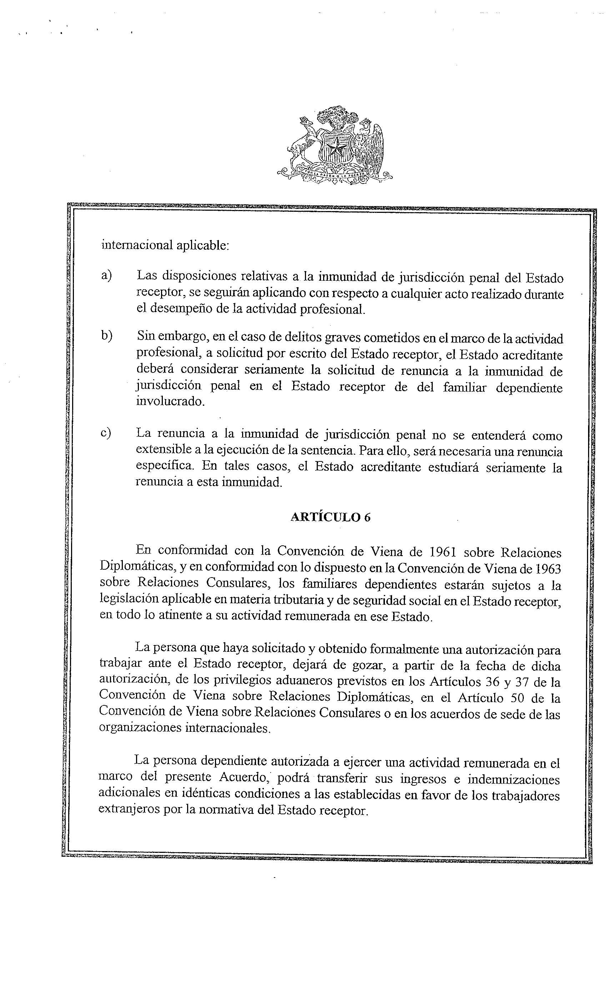 POR LA RAZON O LA FUERZA
internacional aplicable:
a) Las disposiciones relativas a la inmunidad de jurisdicción penal del Estado
receptor, se seguirán aplicando con respecto a cualquier acto realizado durante
el desempeño de la actividad profesional.
b) Sin embargo, en el caso de delitos graves cometidos en el marco de la actividad
profesional, a solicitud por escrito del Estado receptor, el Estado acreditante
deberá considerar seriamente la solicitud de renuncia a la inmunidad de
jurisdicción penal en el Estado receptor de del familiar dependiente
involucrado.
c) La renuncia a la inmunidad de jurisdicción penal no se entenderá como
extensible a la ejecución de la sentencia. Para ello, será necesaria una renuncia
específica. En tales casos, el Estado acreditante estudiará seriamente la
renuncia a esta inmunidad.
ARTÍCULO 6
En conformidad con la Convención de Viena de 1961 sobre Relaciones
Diplomáticas, y en conformidad con lo dispuesto en la Convención de Viena de 1963
sobre Relaciones Consulares, los familiares dependientes estarán sujetos a la
legislación aplicable en materia tributaria y de seguridad social en el Estado receptor,
en todo lo atinente a su actividad remunerada en ese Estado.
La persona que haya solicitado y obtenido formalmente una autorización para
trabajar ante el Estado receptor, dejará de gozar, a partir de la fecha de dicha
autorización, de los privilegios aduaneros previstos en los Artículos 36 y 37 de la
Convención de Viena sobre Relaciones Diplomáticas, en el Artículo 50 de la
Convención de Viena sobre Relaciones Consulares o en los acuerdos de sede de las
organizaciones internacionales.
La persona dependiente autorizada a ejercer una actividad remunerada en el
marco del presente Acuerdo, podrá transferir sus ingresos e indemnizaciones
adicionales en idénticas condiciones a las establecidas en favor de los trabajadores
extranjeros por la normativa del Estado receptor.